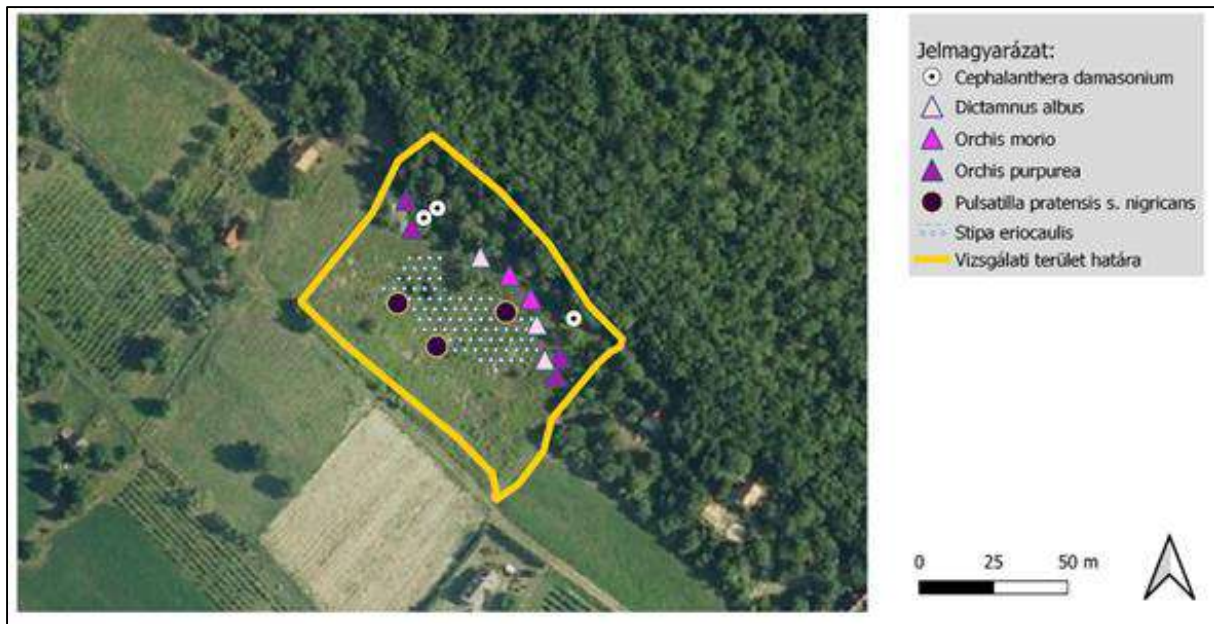 Jelmagyarázat:
Cephalanthera damasonium
Dictamnus albus
Orchis morio
Orchis purpurea
Pulsatilla pratensis s. nigricans
Stipa eriocaulis
Vizsgálati terület határa
0 25 50 m